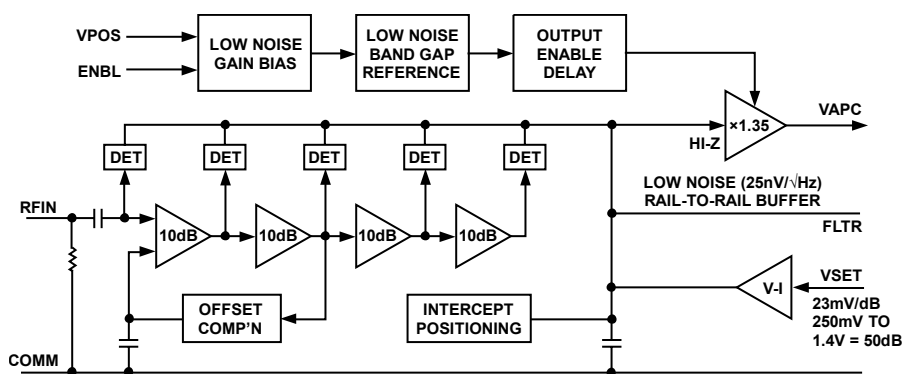 VPOS
ENBL
LOW NOISE
GAIN BIAS
LOW NOISE
BAND GAP
REFERENCE
OUTPUT
ENABLE
DELAY
×1.35
VAPC
HI-Z
DET
DET
DET
DET
DET
LOW NOISE (25nV/√Hz)
RAIL-TO-RAIL BUFFER
FLTR
RFIN
10dB
10dB
10dB
10dB
V-I
VSET
23mV/dB
250mV TO
1.4V = 50dB
OFFSET
COMP'N
INTERCEPT
POSITIONING
COMM